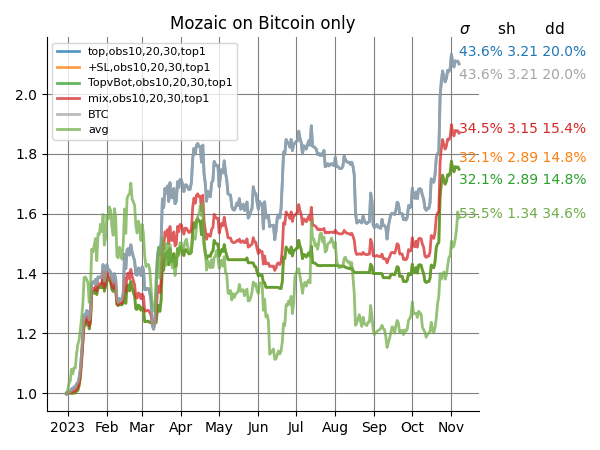 Mozaic on Bitcoin only
σ sh dd
top,obs10,20,30,top1
+SL,obs10,20,30,top1
TopvBot,obs10,20,30,top1
mix,obs10,20,30,top1
BTC
avg
43.6% 3.21 20.0%
43.6% 3.21 20.0%
34.5% 3.15 15.4%
32.1% 2.89 14.8%
32.1% 2.89 14.8%
53.5% 1.34 34.6%
2.0
1.8
1.6
1.4
1.2
1.0
2023 Feb Mar Apr May Jun Jul Aug Sep Oct Nov